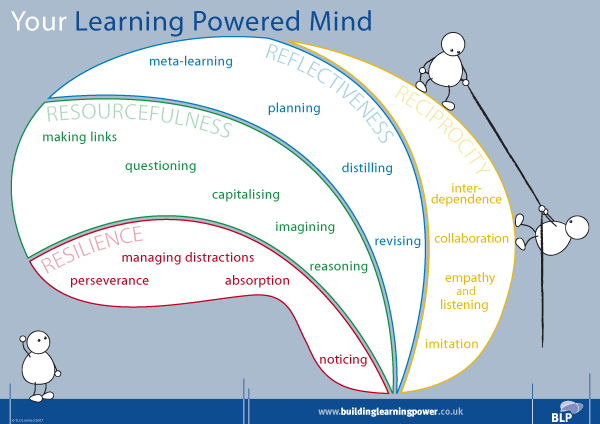 Your Learning Powered Mind
meta-learning
REFLECTIVENESS
planning
distilling
revising
RECIPROCITY
inter-
dependence
collaboration
empathy
and
listening
imitation
RESOURCEFULNESS
making links
questioning
capitalising
imagining
reasoning
RESILIENCE
managing distractions
perseverance
absorption
noticing
www.buildinglearningpower.co.uk
BLP